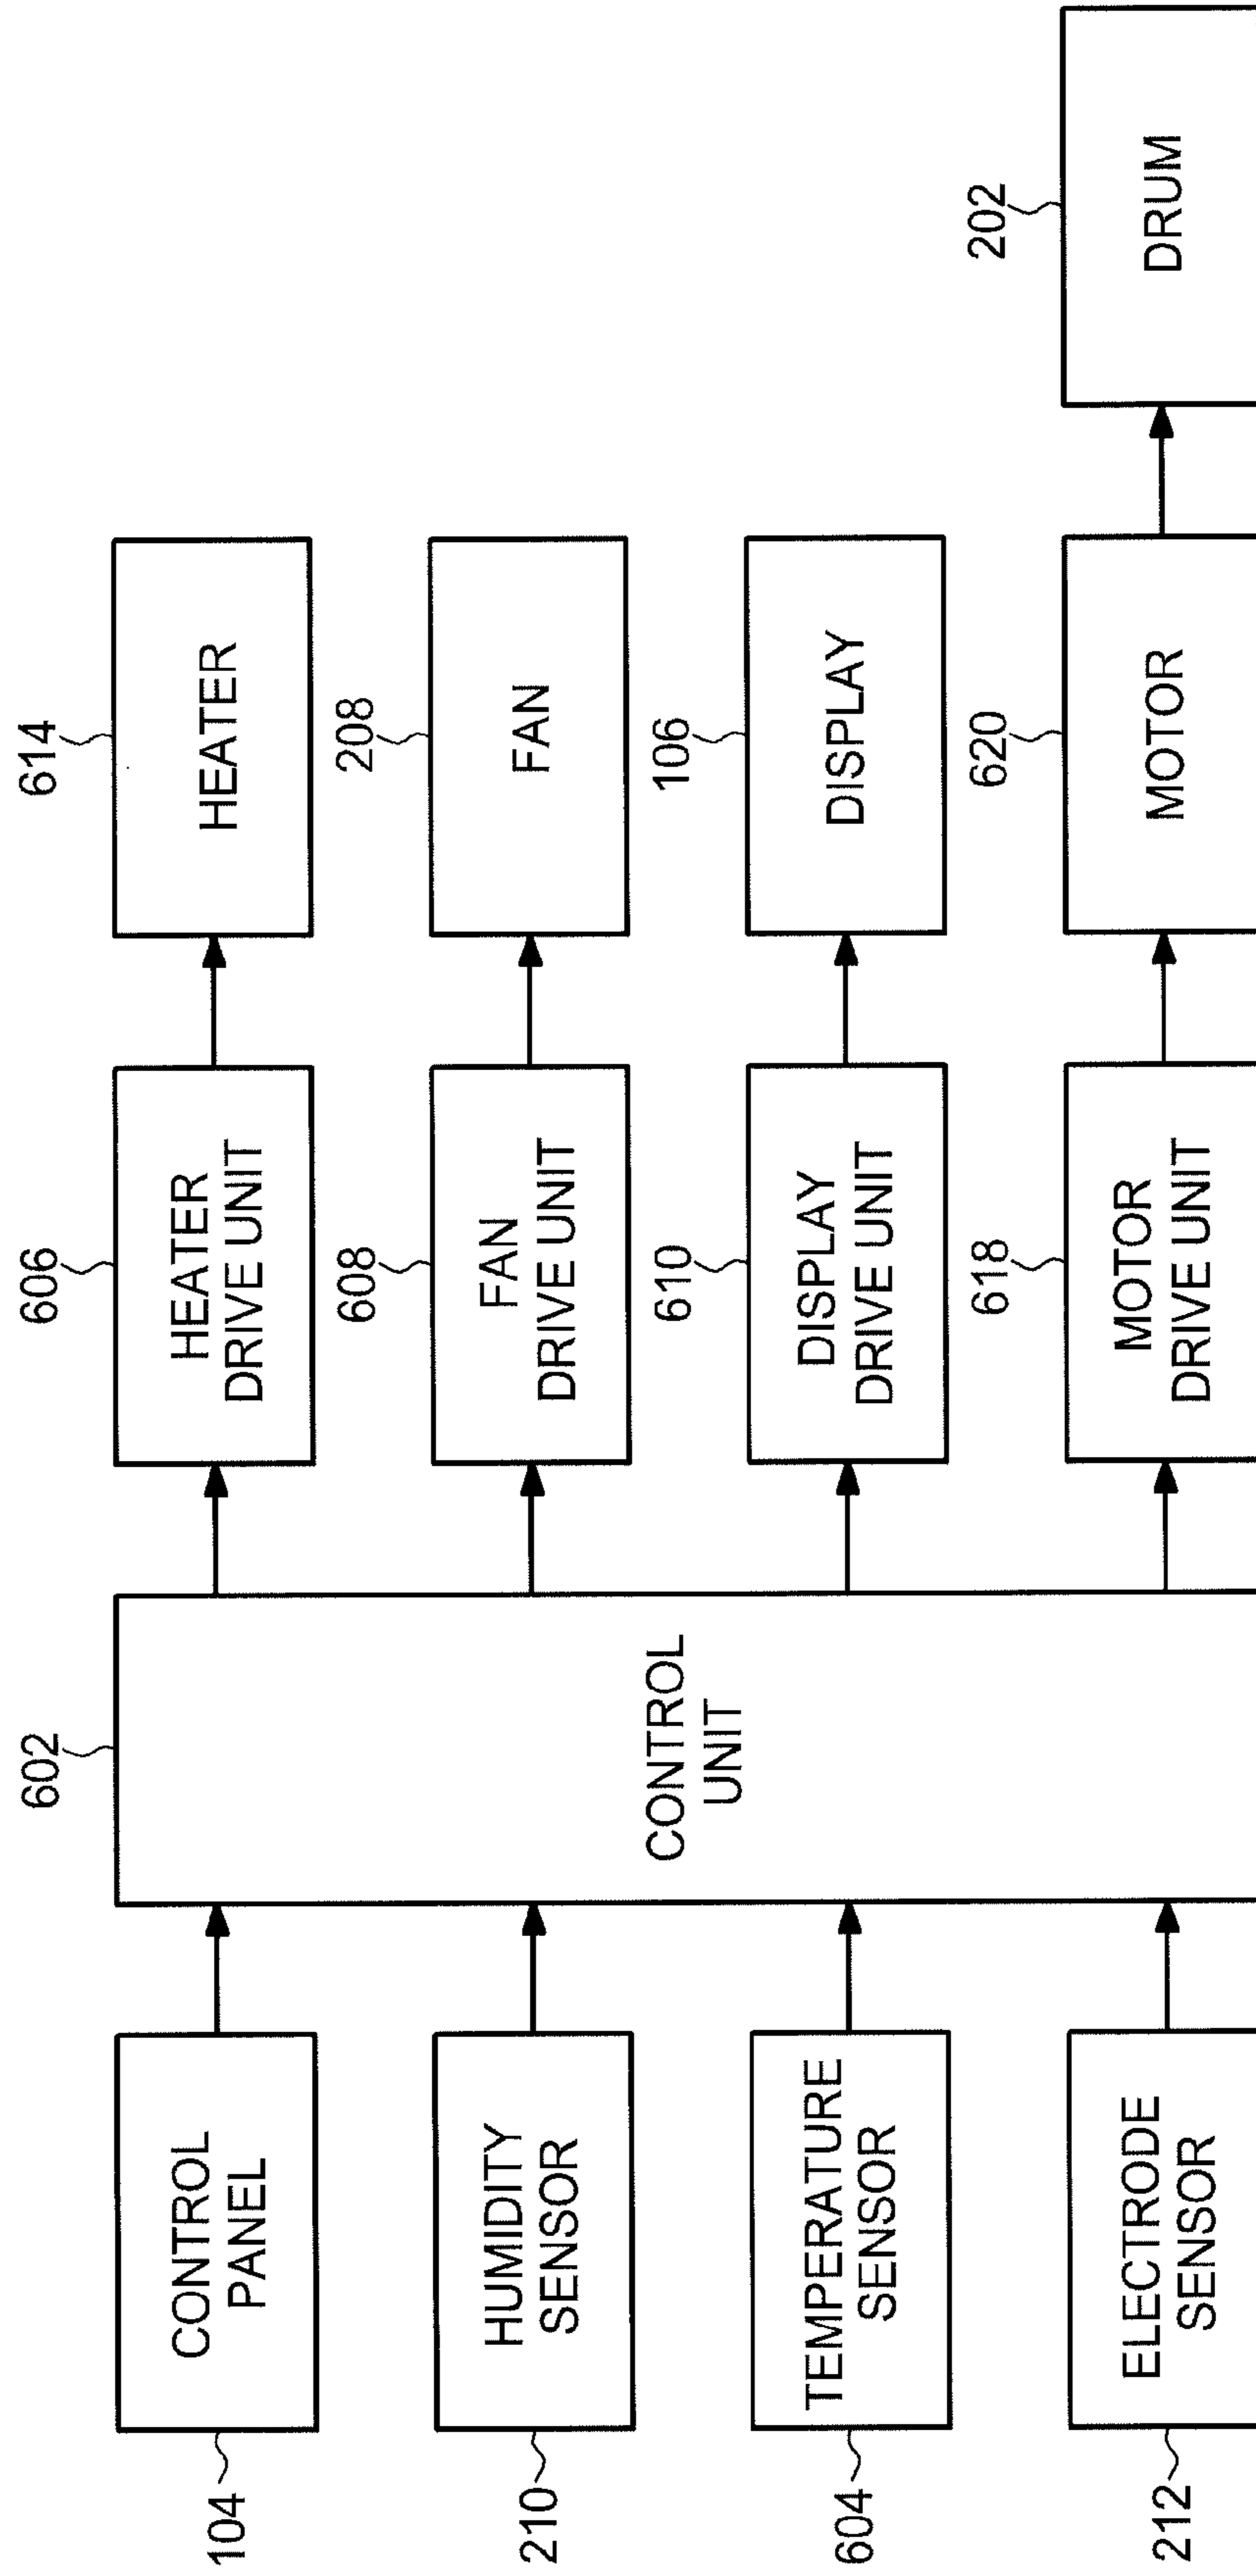 104
CONTROL
PANEL
210
HUMIDITY
SENSOR
604
TEMPERATURE
SENSOR
212
ELECTRODE
SENSOR
602
CONTROL
UNIT
606
HEATER
DRIVE UNIT
608
FAN
DRIVE UNIT
610
DISPLAY
DRIVE UNIT
618
MOTOR
DRIVE UNIT
614
HEATER
208
FAN
106
DISPLAY
620
MOTOR
202
DRUM